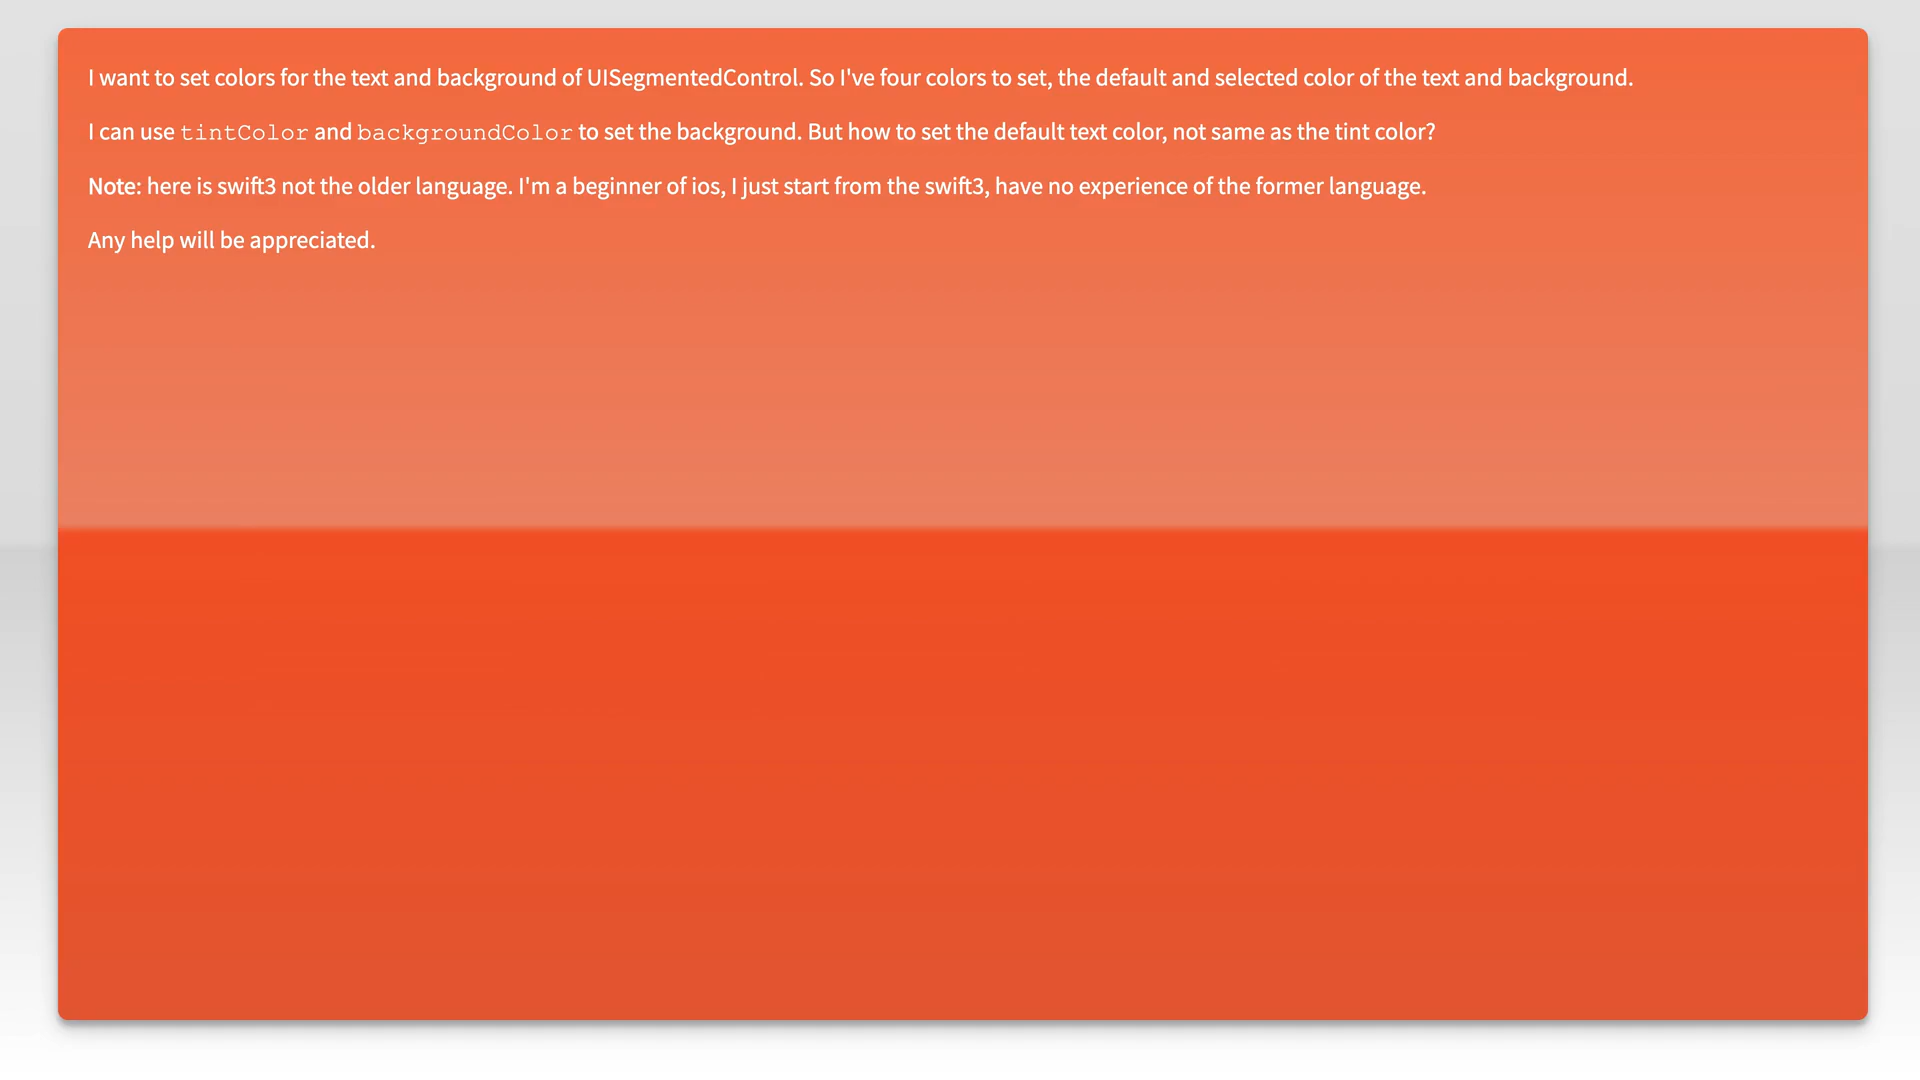 I want to set colors for the text and background of UISegmentedControl. So I've four colors to set, the default and selected color of the text and background.
I can use tintColor and backgroundColor to set the background. But how to set the default text color, not same as the tint color?
Note: here is swift3 not the older language. I'm a beginner of ios, I just start from the swift3, have no experience of the former language.
Any help will be appreciated.